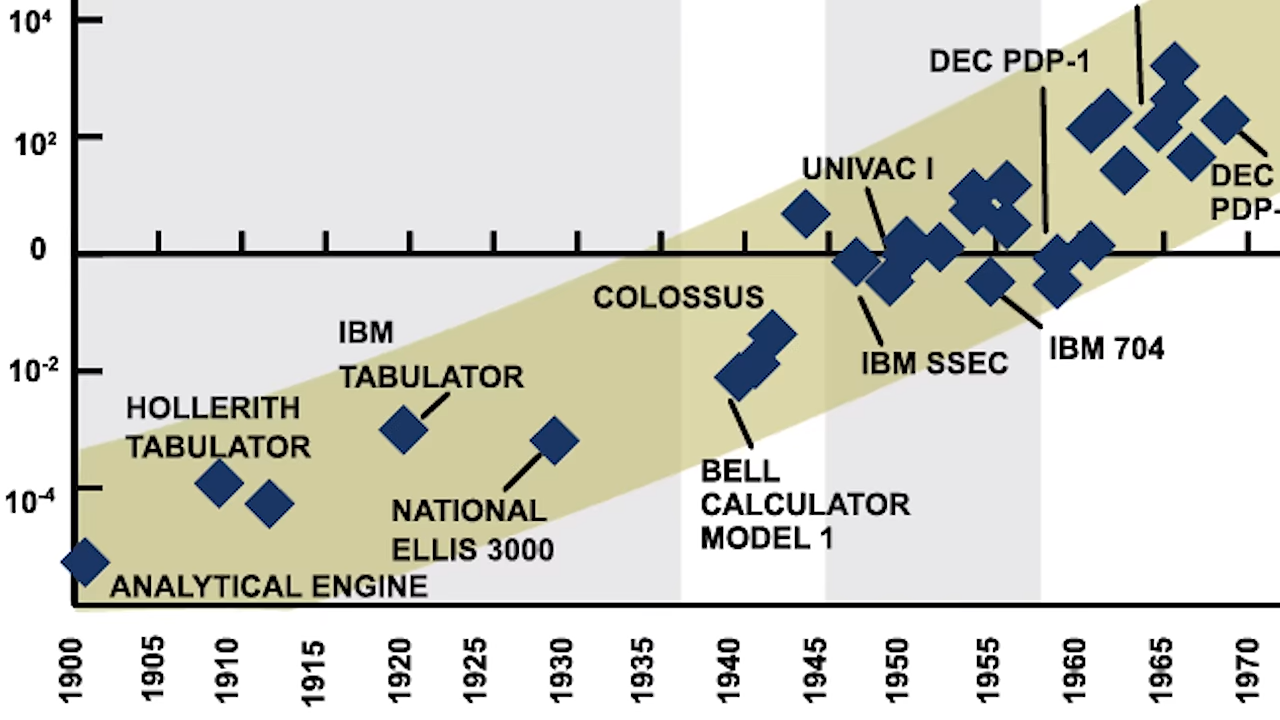 10⁴
DEC PDP-1
10²
UNIVAC I
DEC
PDP-
0
COLOSSUS
IBM
TABULATOR
IBM SSEC
IBM 704
10⁻²
HOLLERITH
TABULATOR
BELL
CALCULATOR
MODEL 1
10⁻⁴
NATIONAL
ELLIS 3000
ANALYTICAL ENGINE
1900 1905 1910 1915 1920 1925 1930 1935 1940 1945 1950 1955 1960 1965 1970